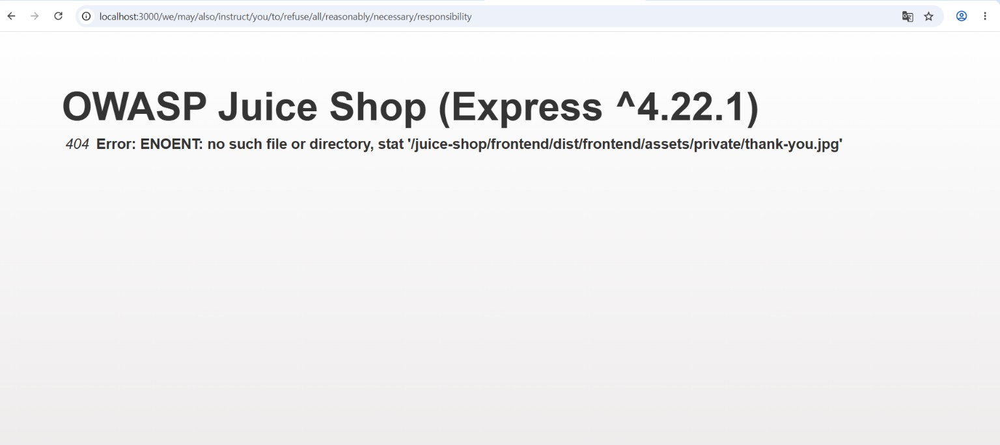 localhost:3000/we/may/also/instruct/you/to/refuse/all/reasonably/necessary/responsibility
OWASP Juice Shop (Express ^4.22.1)
404 Error: ENOENT: no such file or directory, stat '/juice-shop/frontend/dist/frontend/assets/private/thank-you.jpg'